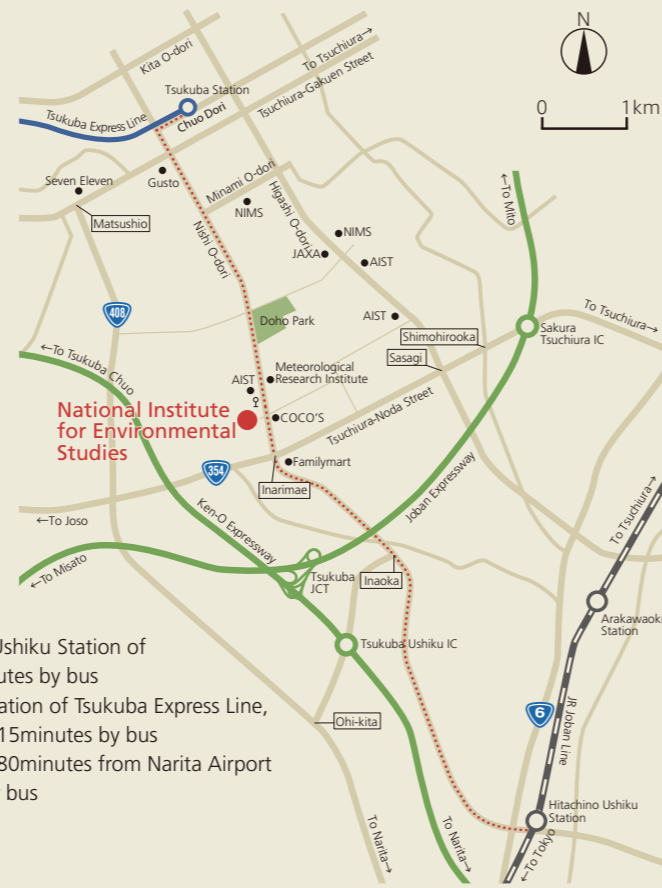 N
0 1km
Kita O-dori
To Tsuchiura→
Tsukuba Station
Tsuchiura-Gakuen Street
Chuo Dori
Tsukuba Express Line
Seven Eleven
Gusto
Minami O-dori
NIMS
Higashi O-dori
←To Mito
Matsushio
Nishi O-dori
NIMS
JAXA
AIST
408
Doho Park
AIST
To Tsuchiura→
Shimohirooka
Sakura
Tsuchiura IC
Sasagi
←To Tsukuba Chuo
Meteorological
Research Institute
AIST
National Institute
for Environmental
Studies
COCO'S
Tsuchiura-Noda Street
Familymart
354
Inarimae
Joban Expressway
To Tsuchiura→
←To Joso
Ken-O Expressway
←To Misato
Tsukuba
JCT
Inaoka
Arakawaoki
Station
Tsukuba Ushiku IC
Ushiku Station of
utes by bus
ation of Tsukuba Express Line,
15minutes by bus
80minutes from Narita Airport
bus
Ohi-kita
6
JR Joban Line
Hitachino Ushiku
Station
To Narita→
To Narita→
←To Tokyo